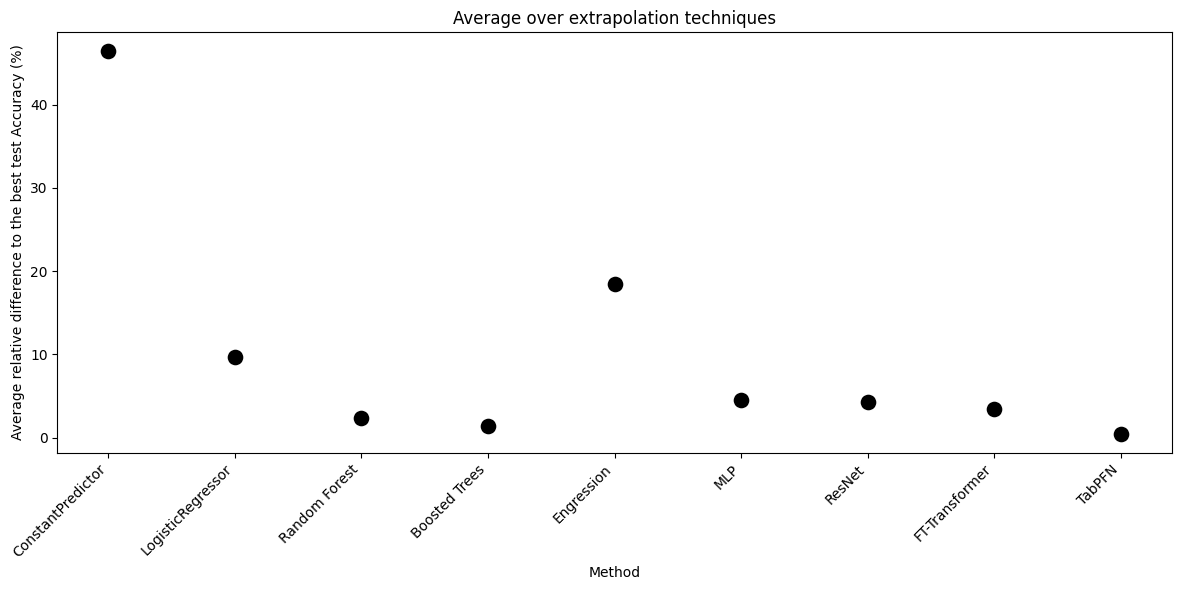 Average over extrapolation techniques
Average relative difference to the best test Accuracy (%)
40
30
20
10
0
ConstantPredictor
LogisticRegressor
Random Forest
Boosted Trees
Engression
MLP
ResNet
FT-Transformer
TabPFN
Method